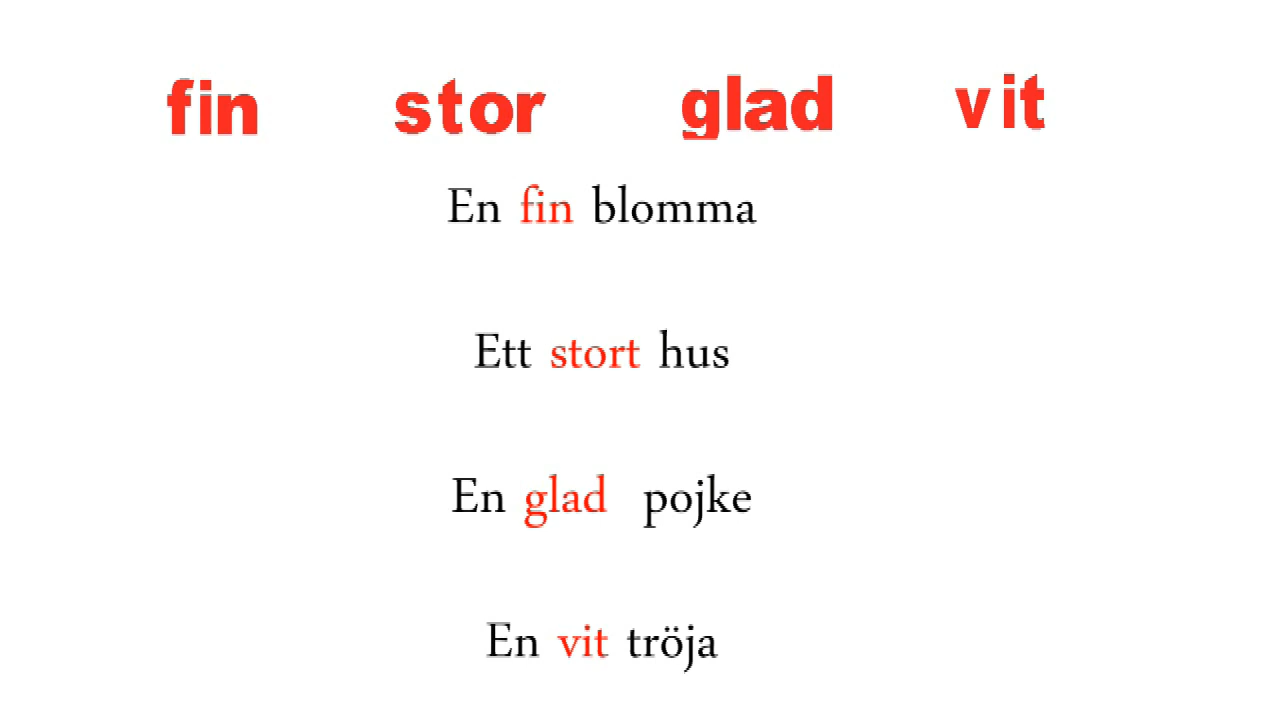 fin stor glad vit
En fin blomma
Ett stort hus
En glad pojke
En vit tröja